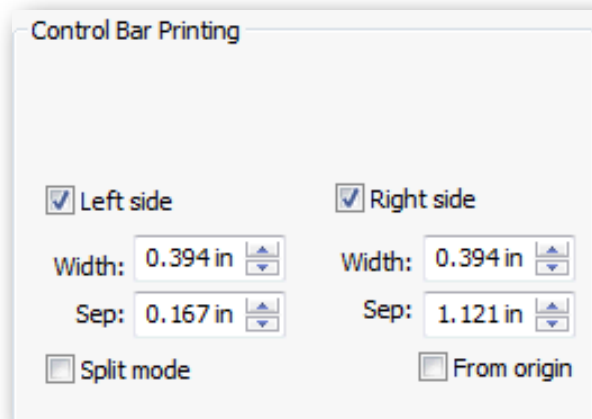 Control Bar Printing
Left side Right side
Width: 0.394 in Width: 0.394 in
Sep: 0.167 in Sep: 1.121 in
Split mode From origin